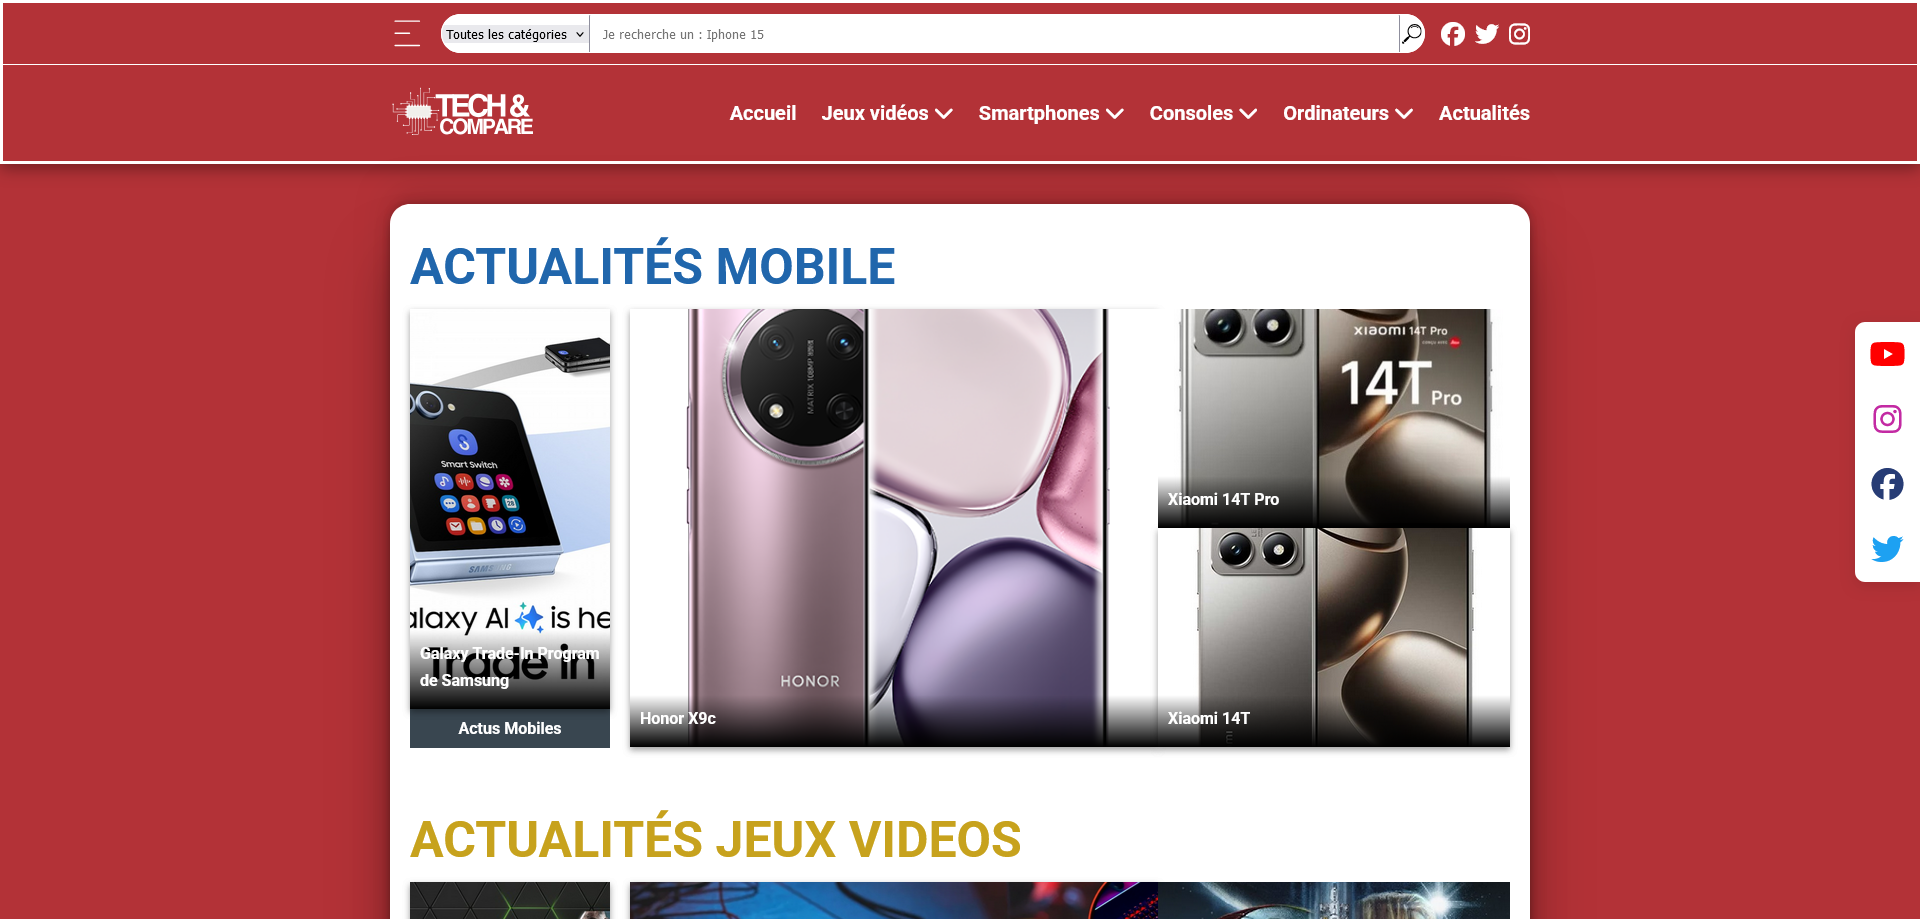 Toutes les catégories
Je recherche un : Iphone 15
TECH &
COMPARE
Accueil
Jeux vidéos
Smartphones
Consoles
Ordinateurs
Actualités
ACTUALITÉS MOBILE
Smart Switch
SAMSUNG
alaxy AI is he
Trade in
Galaxy Trade-In Program
de Samsung
Actus Mobiles
MATRIX 108MP
HONOR
Honor X9c
xiaomi 14T Pro
14T
Pro
Xiaomi 14T Pro
Xiaomi 14T
ACTUALITÉS JEUX VIDEOS